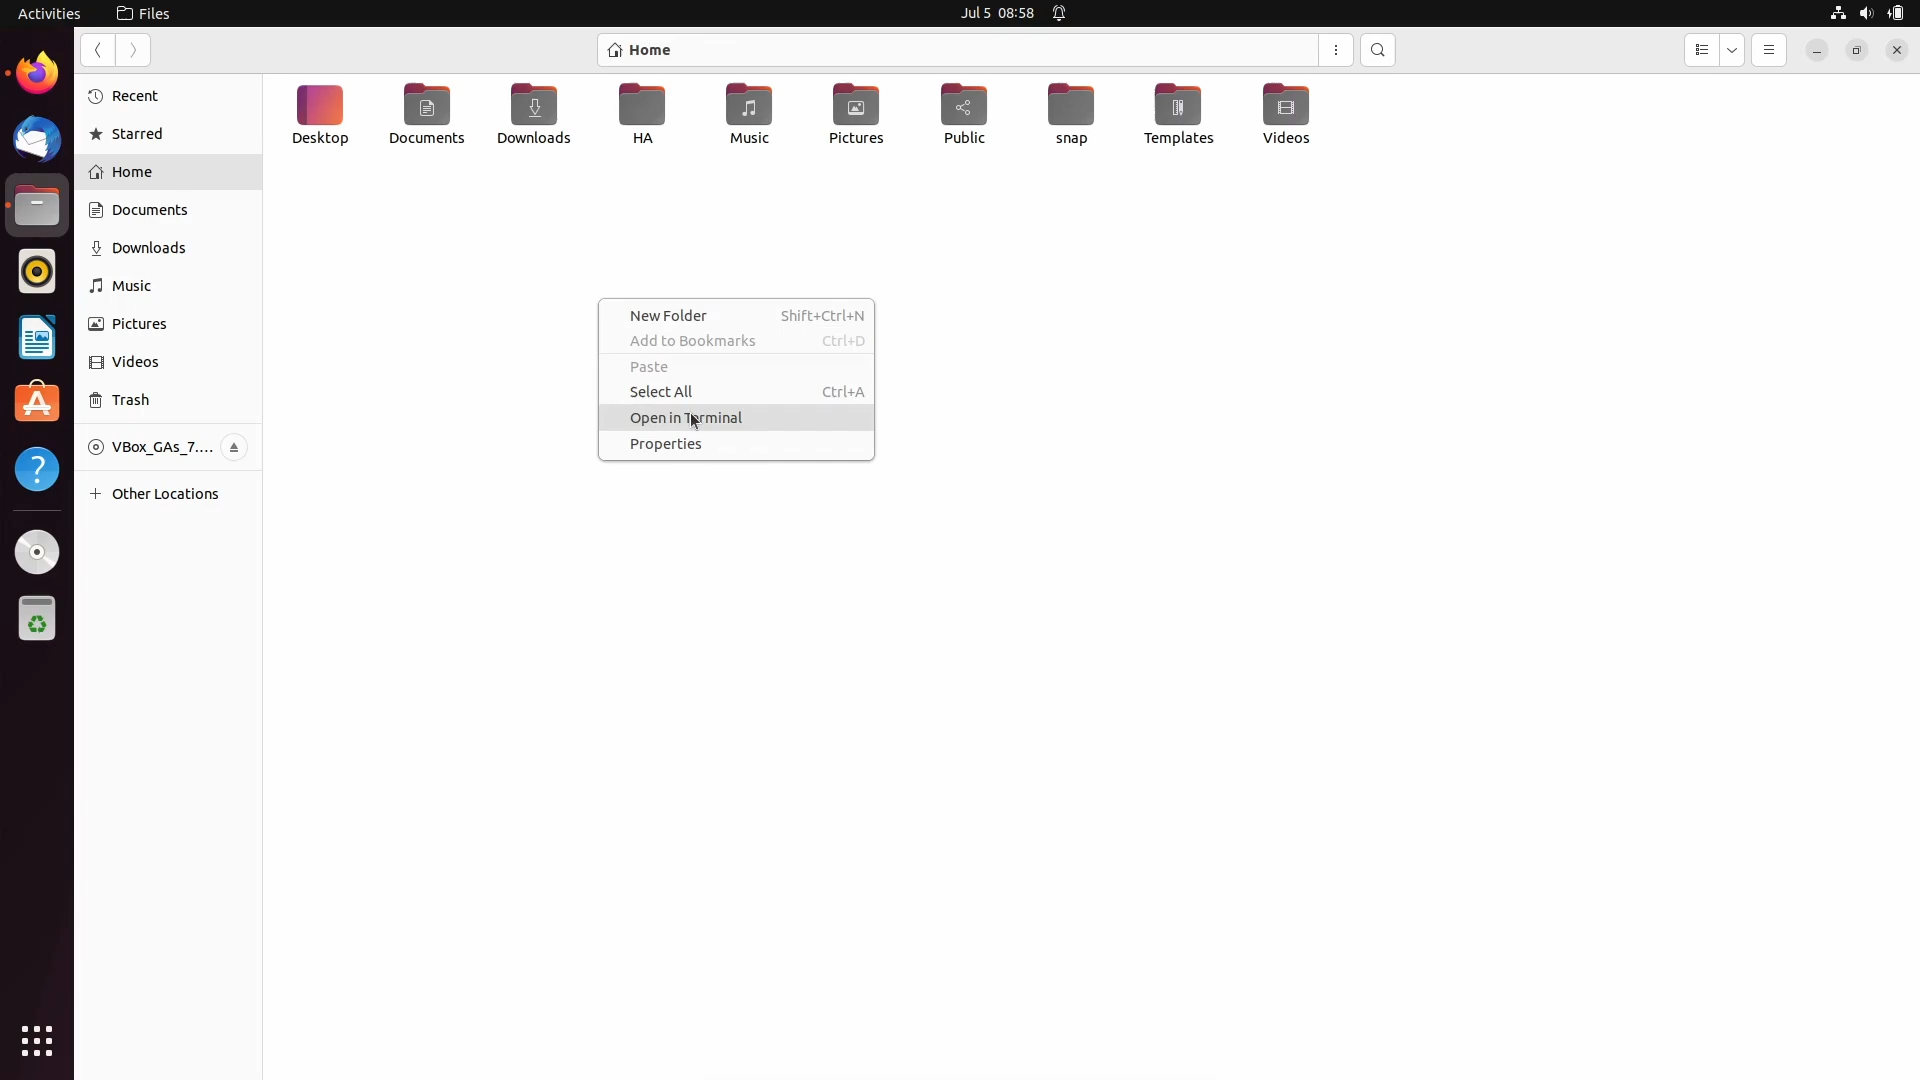 Activities Files Jul 5 08:58
Home
Recent
Starred
Home
Documents
Downloads
Music
Pictures
Videos
Trash
VBox_GAs_7....
Other Locations
Desktop Documents Downloads HA Music Pictures Public snap Templates Videos
New Folder Shift+Ctrl+N
Add to Bookmarks Ctrl+D
Paste
Select All Ctrl+A
Open in Terminal
Properties